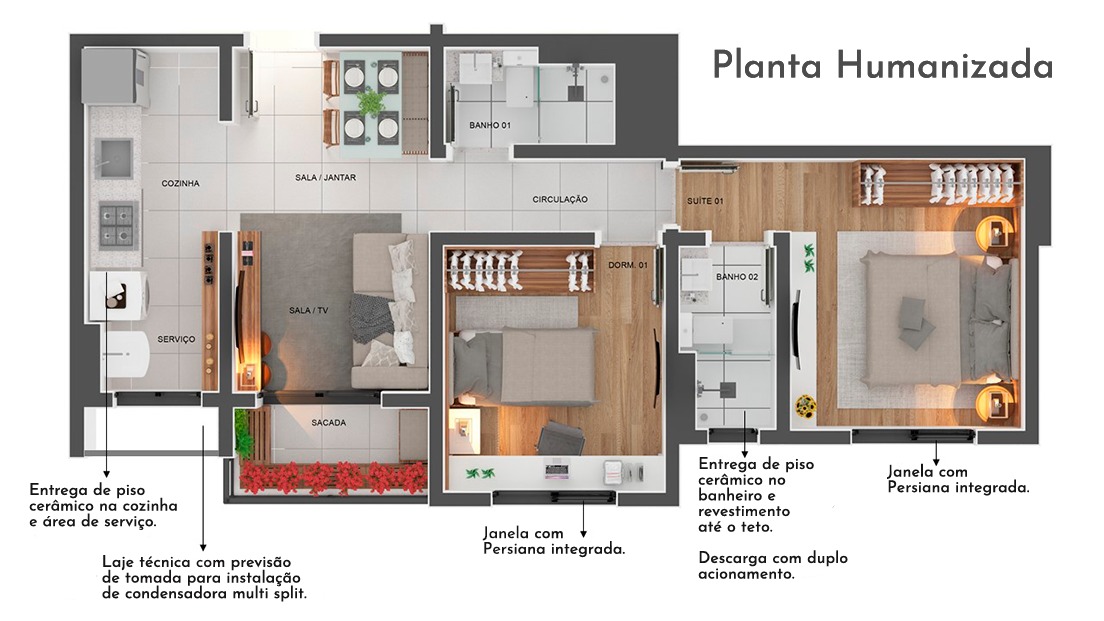 Planta Humanizada
BANHO 01
COZINHA
SALA / JANTAR
CIRCULAÇÃO
SUÍTE 01
DORM. 01
BANHO 02
SALA / TV
SERVIÇO
SACADA
Entrega de piso
cerâmico na cozinha
e área de serviço.
Laje técnica com previsão
de tomada para instalação
de condensadora multi split.
Janela com
Persiana integrada.
Entrega de piso
cerâmico no
banheiro e
revestimento
até o teto.
Descarga com duplo
acionamento.
Janela com
Persiana integrada.